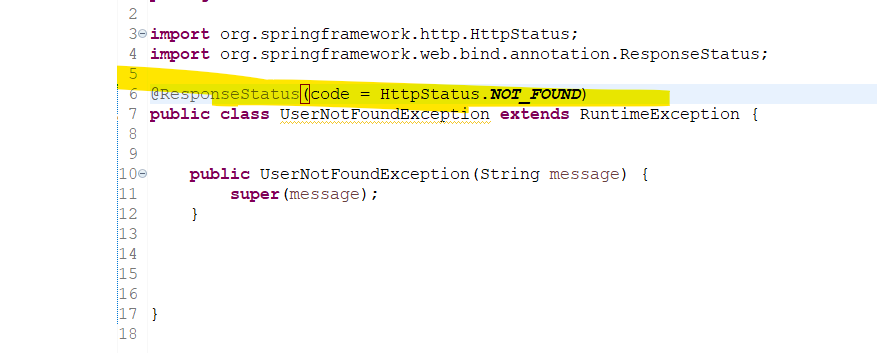 2
3 import org.springframework.http.HttpStatus;
4 import org.springframework.web.bind.annotation.ResponseStatus;
5
6 @ResponseStatus(code = HttpStatus.NOT_FOUND)
7 public class UserNotFoundException extends RuntimeException {
8
9
10 public UserNotFoundException(String message) {
11 super(message);
12 }
13
14
15
16
17 }
18